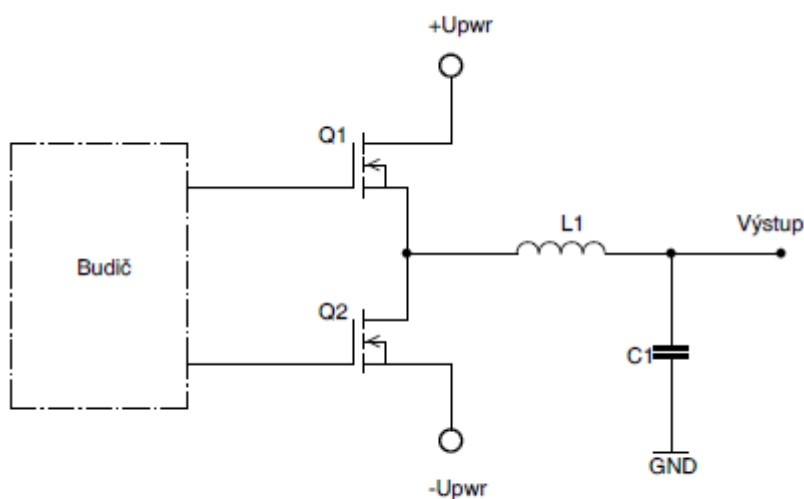 +Upwr
Q1
L1
Výstup
Budič
Q2
C1
GND
-Upwr